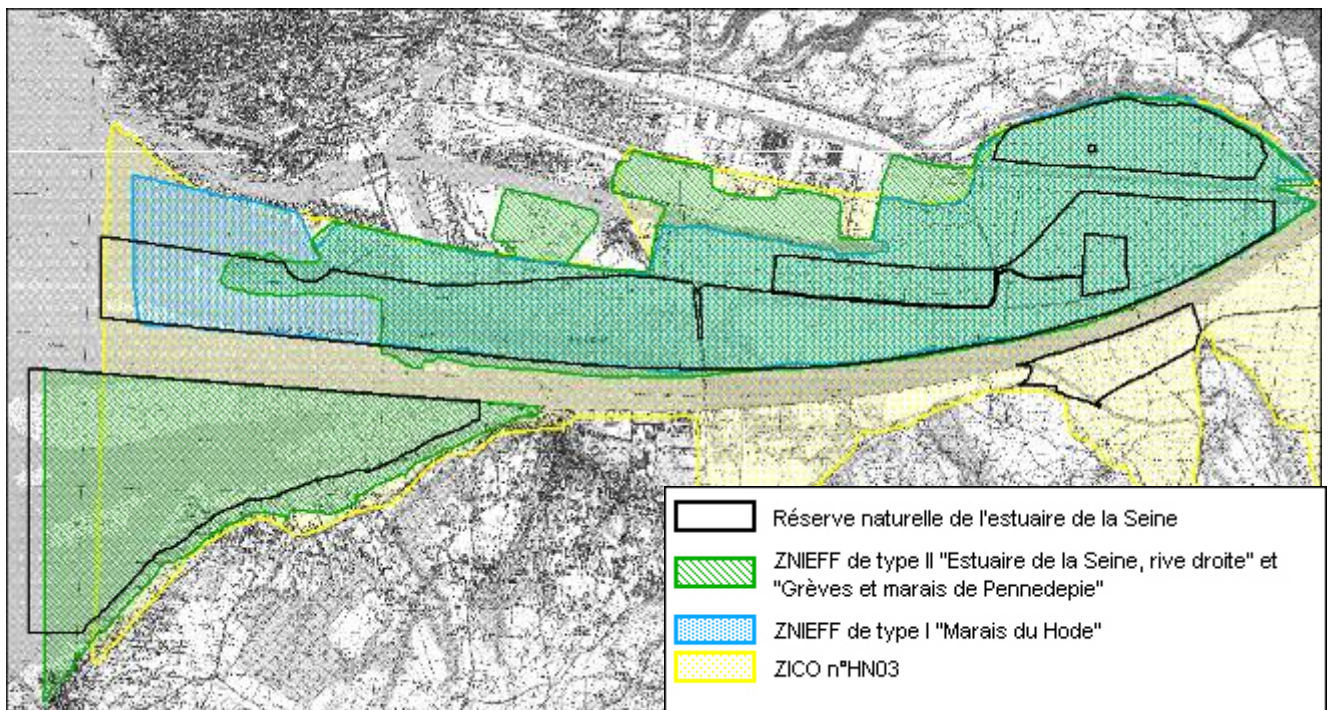 Réserve naturelle de l'estuaire de la Seine
ZNIEFF de type II "Estuaire de la Seine, rive droite" et
"Grèves et marais de Pennedepie"
ZNIEFF de type I "Marais du Hode"
ZICO n°HN03